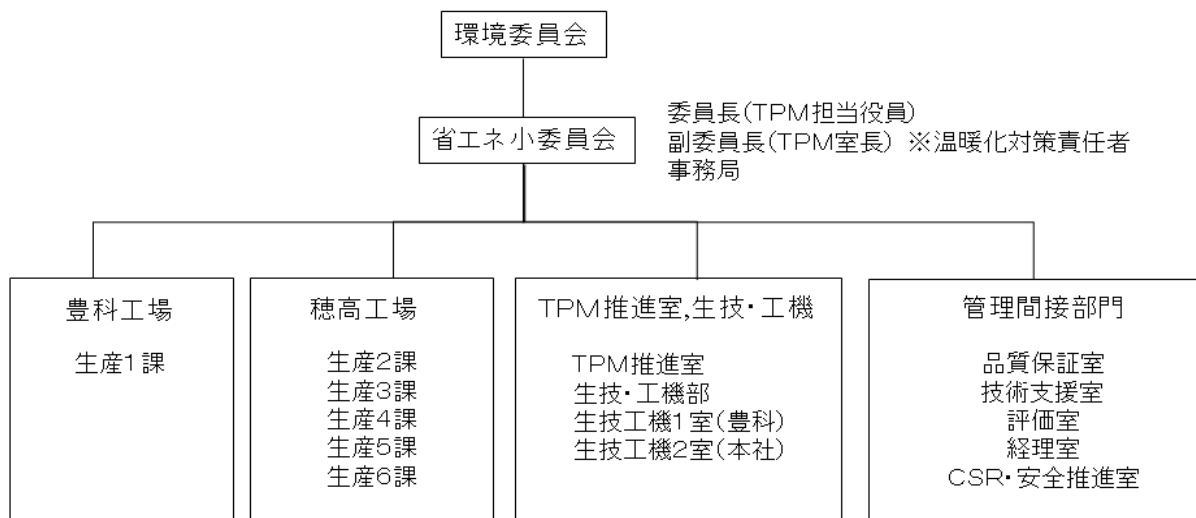 環境委員会
省エネ小委員会
委員長(TPM担当役員)
副委員長(TPM室長) ※温暖化対策責任者
事務局
豊科工場
生産1課
穂高工場
生産2課
生産3課
生産4課
生産5課
生産6課
TPM推進室,生技・工機
TPM推進室
生技・工機部
生技工機1室(豊科)
生技工機2室(本社)
管理間接部門
品質保証室
技術支援室
評価室
経理室
CSR・安全推進室